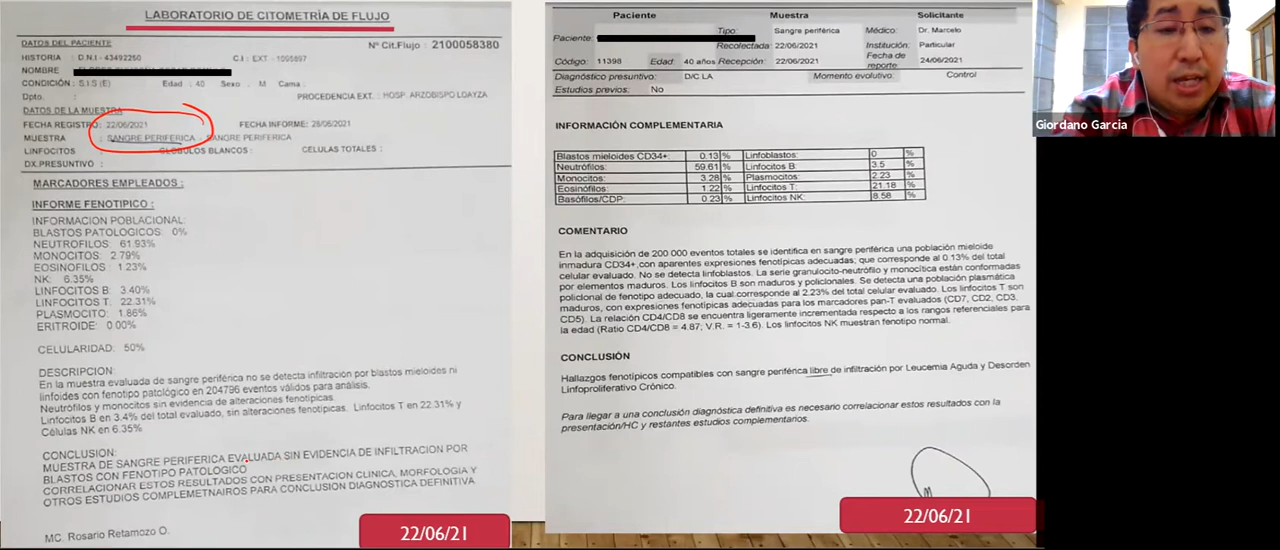 LABORATORIO DE CITOMETRÍA DE FLUJO
DATOS DEL PACIENTE
Nº Cit.Flujo : 2100058380
HISTORIA : D.N.I - 43492250
C.I : EXT - 1095897
NOMBRE
CONDICIÓN : S.I.S (E) Edad : 40 Sexo M Cama :
Dpto. :
PROCEDENCIA EXT. : HOSP. ARZOBISPO LOAYZA
DATOS DE LA MUESTRA
FECHA REGISTRO: 22/06/2021 FECHA INFORME: 28/06/2021
MUESTRA : SANGRE PERIFERICA - SANGRE PERIFERICA
LINFOCITOS : GLOBULOS BLANCOS : CELULAS TOTALES :
DX.PRESUNTIVO :
MARCADORES EMPLEADOS :
INFORME FENOTIPICO :
INFORMACION POBLACIONAL:
BLASTOS PATOLOGICOS: 0%
NEUTROFILOS: 61.93%
MONOCITOS: 2.79%
EOSINOFILOS: 1.23%
NK: 6.35%
LINFOCITOS B: 3.40%
LINFOCITOS T: 22.31%
PLASMOCITO: 1.86%
ERITROIDE: 0.00%
CELULARIDAD: 50%
DESCRIPCION:
En la muestra evaluada de sangre periférica no se detecta infiltración por blastos mieloides ni
linfoides con fenotipo patológico en 204796 eventos válidos para análisis.
Neutrófilos y monocitos sin evidencia de alteraciones fenotípicas.
Linfocitos B en 3.4% del total evaluado, sin alteraciones fenotípicas. Linfocitos T en 22.31% y
Células NK en 6.35%
CONCLUSION:
MUESTRA DE SANGRE PERIFERICA EVALUADA SIN EVIDENCIA DE INFILTRACION POR
BLASTOS CON FENOTIPO PATOLOGICO
CORRELACIONAR ESTOS RESULTADOS CON PRESENTACION CLINICA, MORFOLOGIA Y
OTROS ESTUDIOS COMPLEMETNAIROS PARA CONCLUSION DIAGNOSTICA DEFINITIVA
MC. Rosario Retamozo O.
22/06/21
Paciente Muestra Solicitante
Paciente: Tipo: Sangre periférica Médico: Dr. Marcelo
Recolectada: 22/06/2021 Institución: Particular
Código: 11398 Edad: 40 años Recepción: 22/06/2021 Fecha de reporte 24/06/2021
Diagnóstico presuntivo: D/C LA Momento evolutivo: Control
Estudios previos: No
INFORMACIÓN COMPLEMENTARIA
Blastos mieloides CD34+: 0.13 % Linfoblastos: 0 %
Neutrófilos: 59.61 % Linfocitos B: 3.5 %
Monocitos: 3.28 % Plasmocitos: 2.23 %
Eosinófilos: 1.22 % Linfocitos T: 21.18 %
Basófilos/CDP: 0.23 % Linfocitos NK: 8.58 %
COMENTARIO
En la adquisición de 200 000 eventos totales se identifica en sangre periférica una población mieloide
inmadura CD34+,con aparentes expresiones fenotípicas adecuadas; que corresponde al 0.13% del total
celular evaluado. No se detecta linfoblastos. La serie granulocito-neutrófilo y monocítica están conformadas
por elementos maduros. Los linfocitos B son maduros y policlonales. Se detecta una población plasmática
policlonal de fenotipo adecuado, la cual corresponde al 2.23% del total celular evaluado. Los linfocitos T son
maduros, con expresiones fenotípicas adecuadas para los marcadores pan-T evaluados (CD7, CD2, CD3,
CD5). La relación CD4/CD8 se encuentra ligeramente incrementada respecto a los rangos referenciales para
la edad (Ratio CD4/CD8 = 4.87; V.R. = 1-3.6). Los linfocitos NK muestran fenotipo normal.
CONCLUSIÓN
Hallazgos fenotípicos compatibles con sangre periférica libre de infiltración por Leucemia Aguda y Desorden
Linfoproliferativo Crónico.
Para llegar a una conclusión diagnóstica definitiva es necesario correlacionar estos resultados con la
presentación/HC y restantes estudios complementarios.
22/06/21
Giordano Garcia